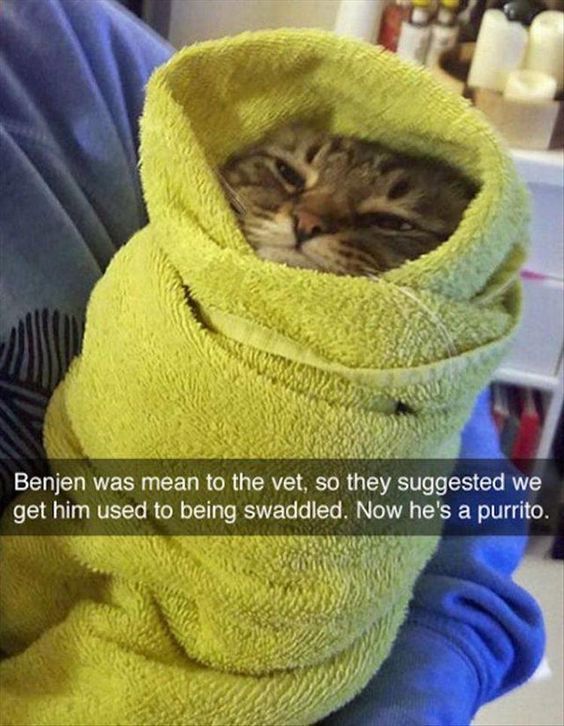 Benjen was mean to the vet, so they suggested we
get him used to being swaddled. Now he's a purrito.